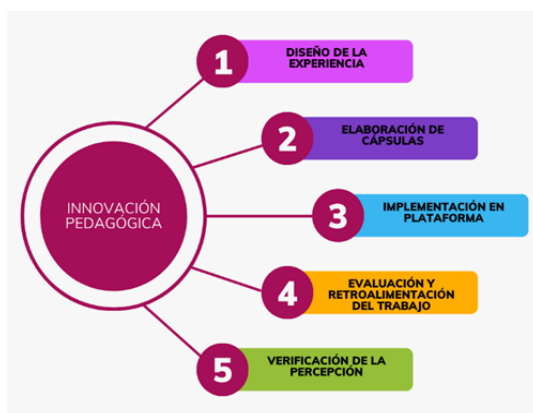 INNOVACIÓN
PEDAGÓGICA
1
DISEÑO DE LA
EXPERIENCIA
2
ELABORACIÓN DE
CÁPSULAS
3
IMPLEMENTACIÓN EN
PLATAFORMA
4
EVALUACIÓN Y
RETROALIMENTACIÓN
DEL TRABAJO
5
VERIFICACIÓN DE LA
PERCEPCIÓN